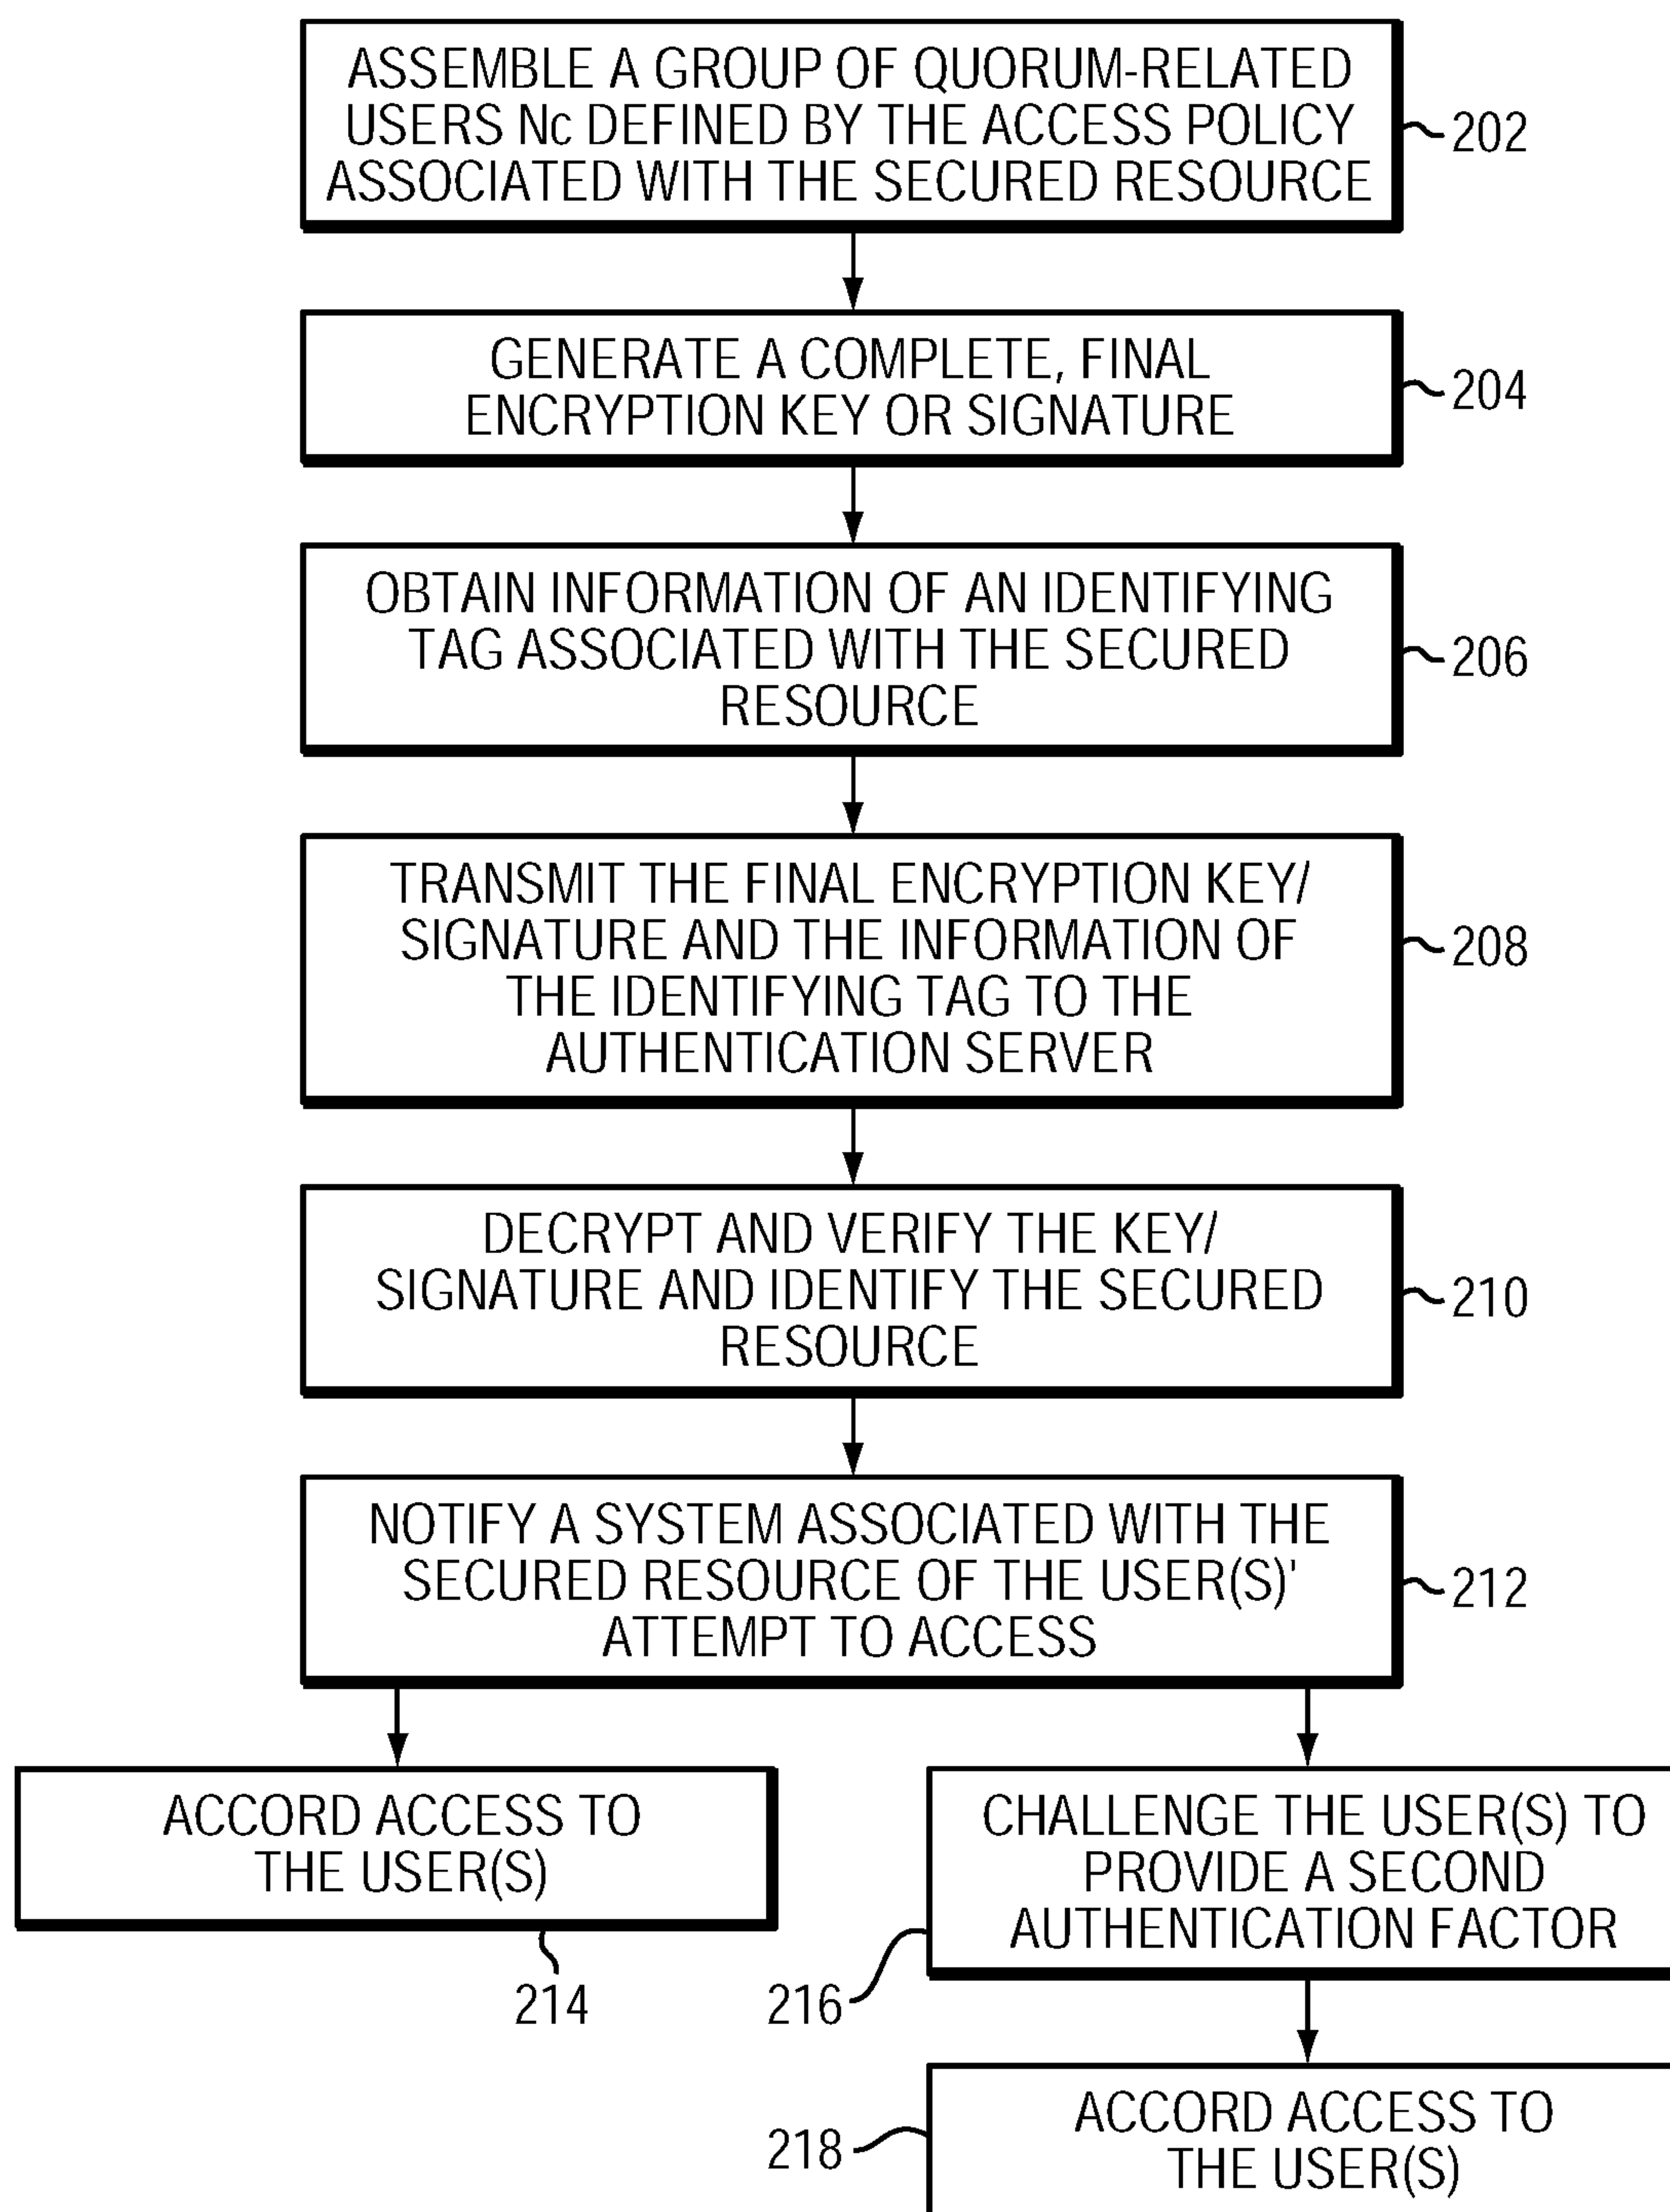 ASSEMBLE A GROUP OF QUORUM-RELATED
USERS Nc DEFINED BY THE ACCESS POLICY
ASSOCIATED WITH THE SECURED RESOURCE
202
GENERATE A COMPLETE, FINAL
ENCRYPTION KEY OR SIGNATURE
204
OBTAIN INFORMATION OF AN IDENTIFYING
TAG ASSOCIATED WITH THE SECURED
RESOURCE
206
TRANSMIT THE FINAL ENCRYPTION KEY/
SIGNATURE AND THE INFORMATION OF
THE IDENTIFYING TAG TO THE
AUTHENTICATION SERVER
208
DECRYPT AND VERIFY THE KEY/
SIGNATURE AND IDENTIFY THE SECURED
RESOURCE
210
NOTIFY A SYSTEM ASSOCIATED WITH THE
SECURED RESOURCE OF THE USER(S)'
ATTEMPT TO ACCESS
212
ACCORD ACCESS TO
THE USER(S)
214
CHALLENGE THE USER(S) TO
PROVIDE A SECOND
AUTHENTICATION FACTOR
216
ACCORD ACCESS TO
THE USER(S)
218